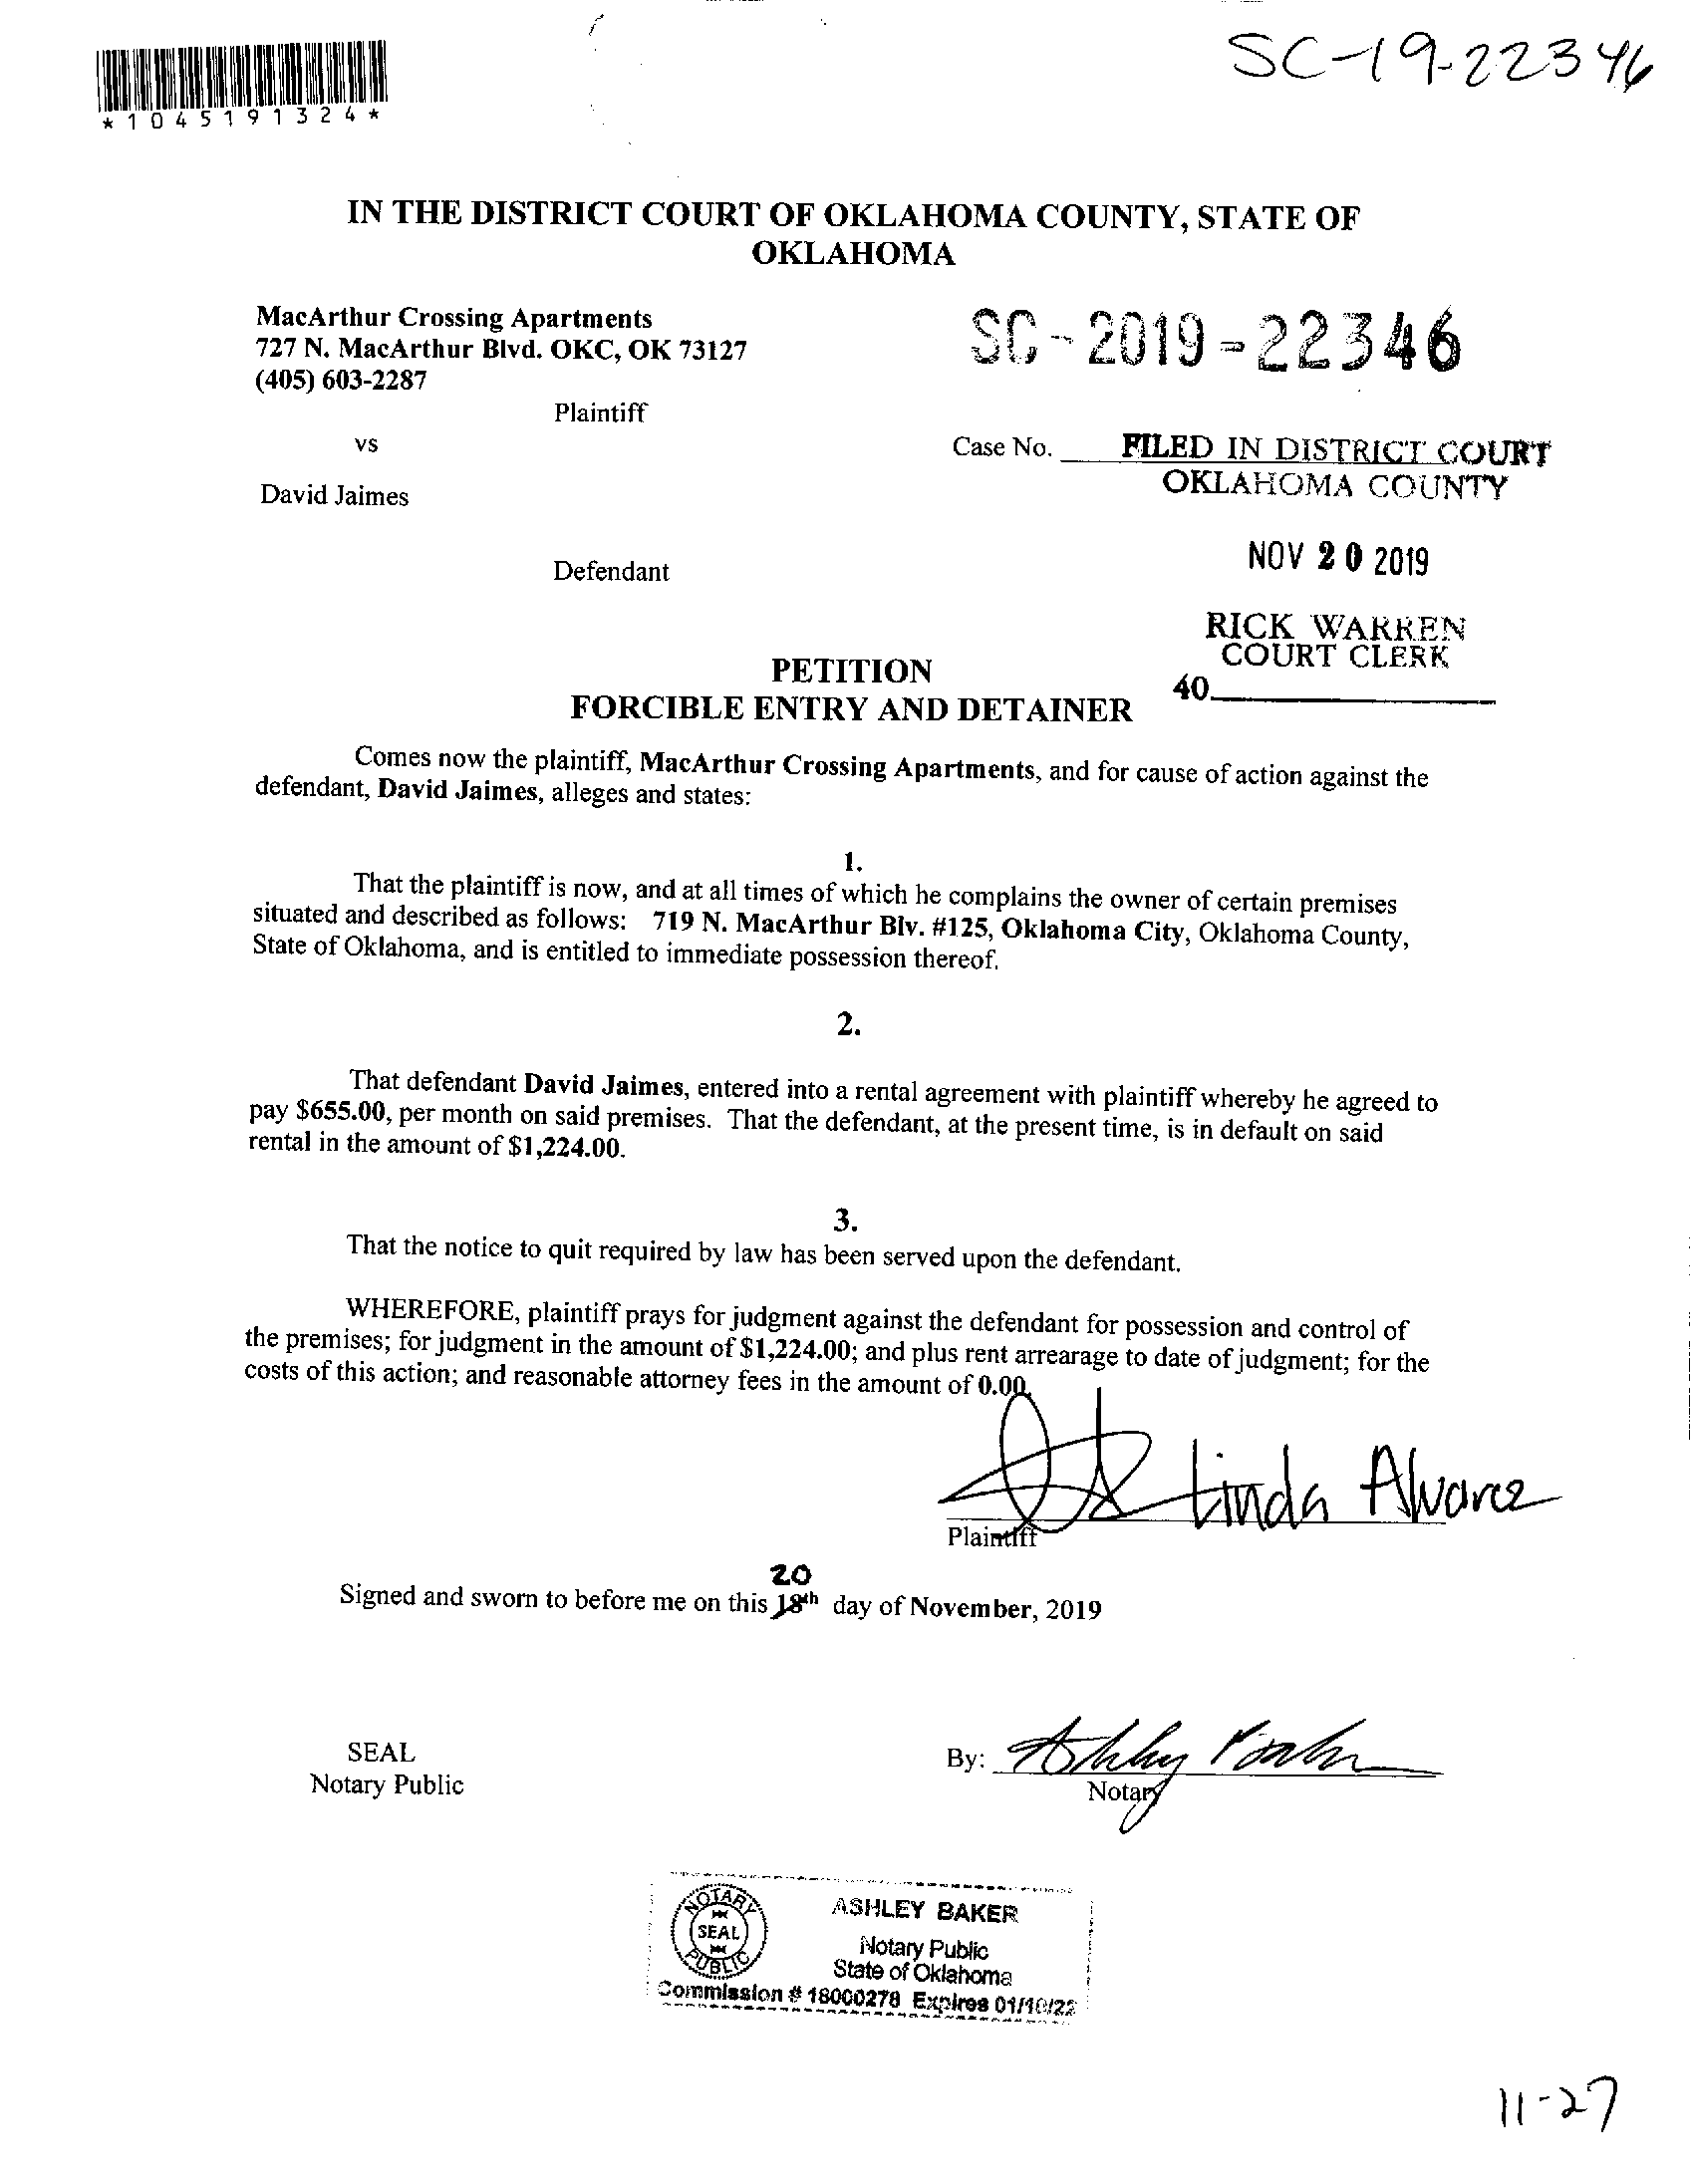 SC-19-22346
*1045191324*
IN THE DISTRICT COURT OF OKLAHOMA COUNTY, STATE OF
OKLAHOMA
MacArthur Crossing Apartments
727 N. MacArthur Blvd. OKC, OK 73127
(405) 603-2287
SC-2019-22346
Plaintiff
vs
Case No. ____ FILED IN DISTRICT COURT
OKLAHOMA COUNTY
David Jaimes
NOV 20 2019
Defendant
RICK WARREN
COURT CLERK
40.____
PETITION
FORCIBLE ENTRY AND DETAINER
Comes now the plaintiff, MacArthur Crossing Apartments, and for cause of action against the
defendant, David Jaimes, alleges and states:
1.
That the plaintiff is now, and at all times of which he complains the owner of certain premises
situated and described as follows: 719 N. MacArthur Blv. #125, Oklahoma City, Oklahoma County,
State of Oklahoma, and is entitled to immediate possession thereof.
2.
That defendant David Jaimes, entered into a rental agreement with plaintiff whereby he agreed to
pay $655.00, per month on said premises. That the defendant, at the present time, is in default on said
rental in the amount of $1,224.00.
3.
That the notice to quit required by law has been served upon the defendant.
WHEREFORE, plaintiff prays for judgment against the defendant for possession and control of
the premises; for judgment in the amount of $1,224.00; and plus rent arrearage to date of judgment; for the
costs of this action; and reasonable attorney fees in the amount of 0.00.
Linda Alvarez
Plaintiff
20
Signed and sworn to before me on this 18th day of November, 2019
SEAL
Notary Public
By: Ashley Baker
Notary
NOTARY
SEAL
PUBLIC
ASHLEY BAKER
Notary Public
State of Oklahoma
Commission # 18000278 Expires 01/10/22
11-27